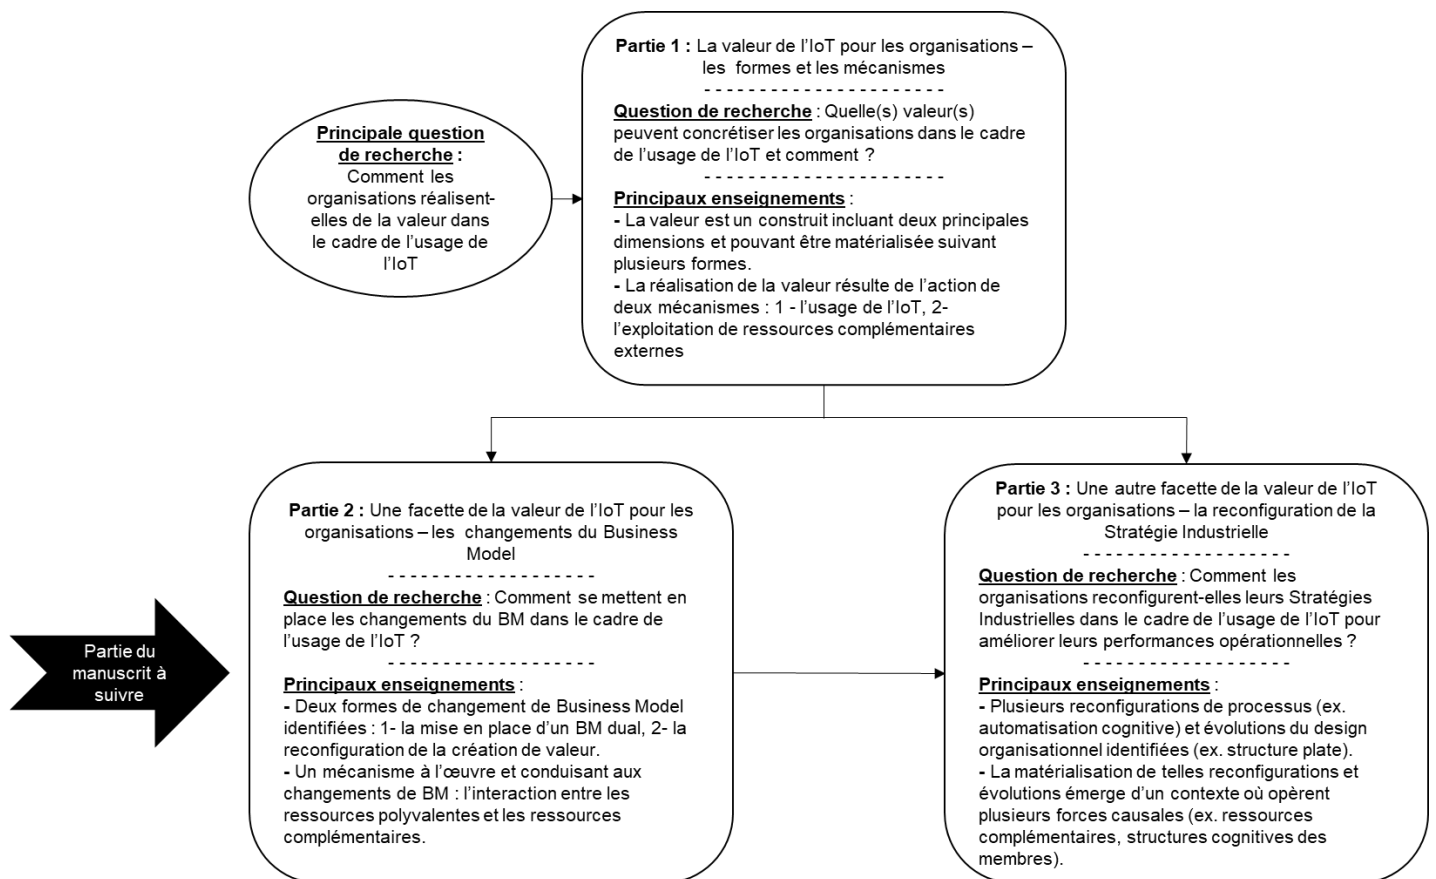 Principale question
de recherche :
Comment les
organisations réalisent-
elles de la valeur dans
le cadre de l’usage de
l’IoT
Partie 1 : La valeur de l’IoT pour les organisations –
les formes et les mécanismes
- - - - - - - - - - - - - - - - - - - - - -
Question de recherche : Quelle(s) valeur(s)
peuvent concrétiser les organisations dans le cadre
de l’usage de l’IoT et comment ?
- - - - - - - - - - - - - - - - - - - - - -
Principaux enseignements :
- La valeur est un construit incluant deux principales
dimensions et pouvant être matérialisée suivant
plusieurs formes.
- La réalisation de la valeur résulte de l’action de
deux mécanismes : 1 - l’usage de l’IoT, 2-
l’exploitation de ressources complémentaires
externes
Partie du
manuscrit à
suivre
Partie 2 : Une facette de la valeur de l’IoT pour les
organisations – les changements du Business
Model
- - - - - - - - - - - - - - - - - - -
Question de recherche : Comment se mettent en
place les changements du BM dans le cadre de
l’usage de l’IoT ?
- - - - - - - - - - - - - - - - - - -
Principaux enseignements :
- Deux formes de changement de Business Model
identifiées : 1- la mise en place d’un BM dual, 2- la
reconfiguration de la création de valeur.
- Un mécanisme à l’œuvre et conduisant aux
changements de BM : l’interaction entre les
ressources polyvalentes et les ressources
complémentaires.
Partie 3 : Une autre facette de la valeur de l’IoT
pour les organisations – la reconfiguration de la
Stratégie Industrielle
- - - - - - - - - - - - - - - - - - -
Question de recherche : Comment les
organisations reconfigurent-elles leurs Stratégies
Industrielles dans le cadre de l’usage de l’IoT pour
améliorer leurs performances opérationnelles ?
- - - - - - - - - - - - - - - - - - -
Principaux enseignements :
- Plusieurs reconfigurations de processus (ex.
automatisation cognitive) et évolutions du design
organisationnel identifiées (ex. structure plate).
- La matérialisation de telles reconfigurations et
évolutions émerge d’un contexte où opèrent
plusieurs forces causales (ex. ressources
complémentaires, structures cognitives des
membres).